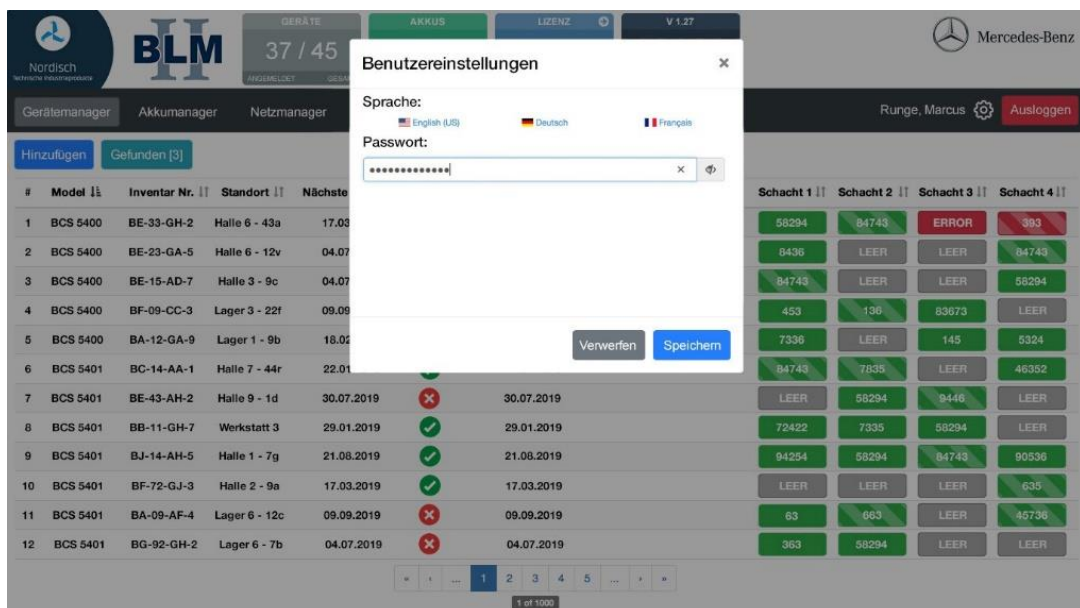 Nordisch
Technische Industrieprodukte
BLM II
GERÄTE
37 / 45
ANGEMELDET
AKKUS
LIZENZ
V 1.27
Mercedes-Benz
Gerätemanager Akkumanager Netzmanager
Runge, Marcus
Ausloggen
Hinzufügen Gefunden [3]
Benutzereinstellungen ×
Sprache:
English (US) Deutsch Français
Passwort:
Verwerfen Speichern
# Model Inventar Nr. Standort Nächste Schacht 1 Schacht 2 Schacht 3 Schacht 4
1 BCS 5400 BE-33-GH-2 Halle 6 - 43a 17.03 58294 84743 ERROR 393
2 BCS 5400 BE-23-GA-5 Halle 6 - 12v 04.07 8436 LEER LEER 84743
3 BCS 5400 BE-15-AD-7 Halle 3 - 9c 04.07 84743 LEER LEER 58294
4 BCS 5400 BF-09-CC-3 Lager 3 - 22f 09.09 453 136 83673 LEER
5 BCS 5400 BA-12-GA-9 Lager 1 - 9b 18.02 7336 LEER 145 5324
6 BCS 5401 BC-14-AA-1 Halle 7 - 44r 22.01 84743 7835 LEER 46352
7 BCS 5401 BE-43-AH-2 Halle 9 - 1d 30.07.2019 30.07.2019 LEER 58294 9446 LEER
8 BCS 5401 BB-11-GH-7 Werkstatt 3 29.01.2019 29.01.2019 72422 7335 58294 LEER
9 BCS 5401 BJ-14-AH-5 Halle 1 - 7g 21.08.2019 21.08.2019 94254 58294 84743 90536
10 BCS 5401 BF-72-GJ-3 Halle 2 - 9a 17.03.2019 17.03.2019 LEER LEER LEER 635
11 BCS 5401 BA-09-AF-4 Lager 6 - 12c 09.09.2019 09.09.2019 63 663 LEER 45736
12 BCS 5401 BG-92-GH-2 Lager 6 - 7b 04.07.2019 04.07.2019 363 58294 LEER LEER
« ‹ ... 1 2 3 4 5 ... › »
1 of 1000